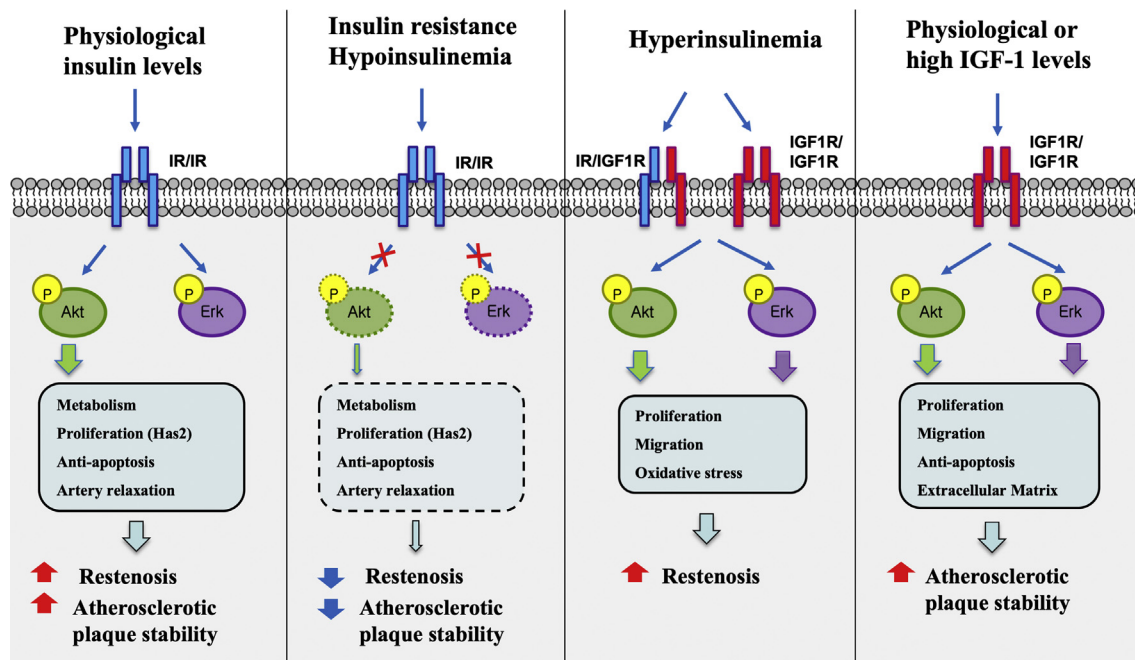 Physiological
insulin levels
IR/IR
P
Akt
P
Erk
Metabolism
Proliferation (Has2)
Anti-apoptosis
Artery relaxation
Restenosis
Atherosclerotic
plaque stability
Insulin resistance
Hypoinsulinemia
IR/IR
P
Akt
P
Erk
Metabolism
Proliferation (Has2)
Anti-apoptosis
Artery relaxation
Restenosis
Atherosclerotic
plaque stability
Hyperinsulinemia
IR/IGF1R
IGF1R/
IGF1R
P
Akt
P
Erk
Proliferation
Migration
Oxidative stress
Restenosis
Physiological or
high IGF-1 levels
IGF1R/
IGF1R
P
Akt
P
Erk
Proliferation
Migration
Anti-apoptosis
Extracellular Matrix
Atherosclerotic
plaque stability